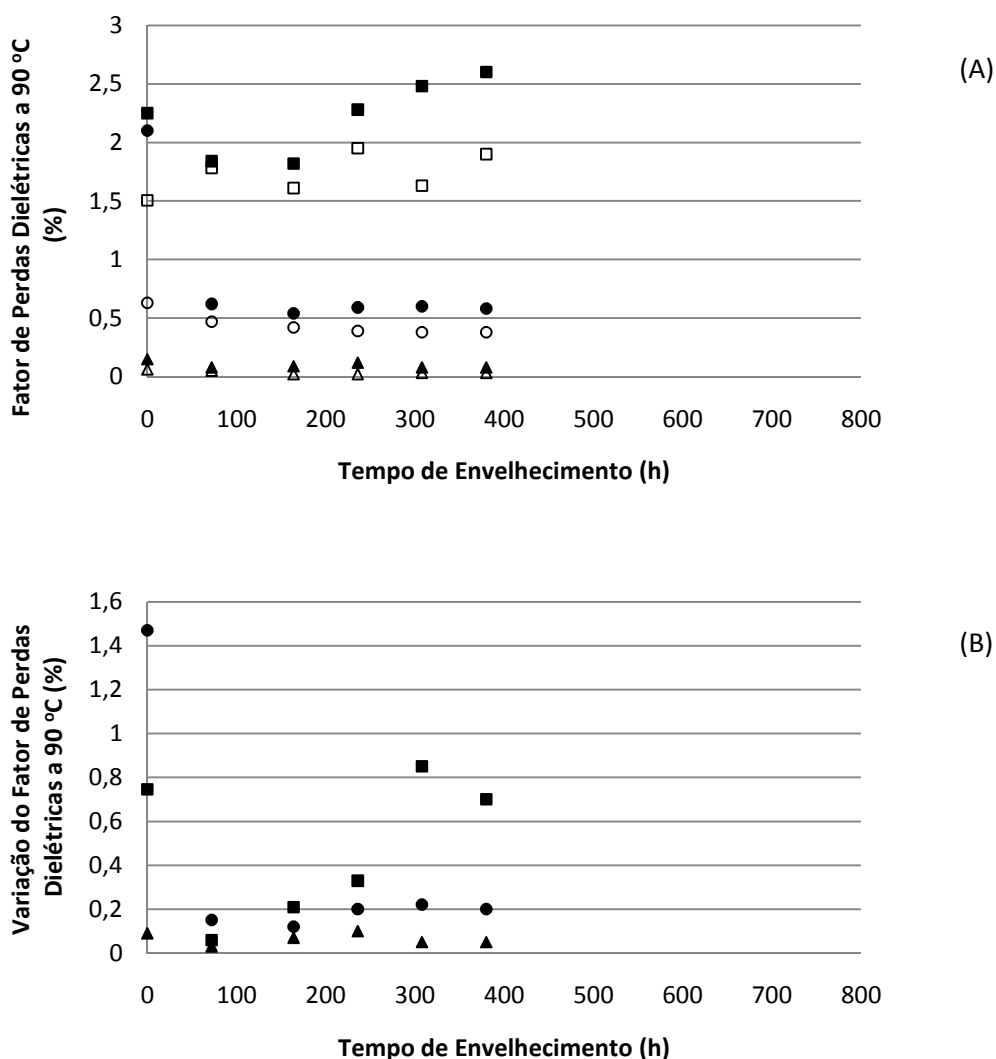 3
2,5
2
1,5
1
0,5
0
0 100 200 300 400 500 600 700 800
Fator de Perdas Dielétricas a 90 ºC
(%)
Tempo de Envelhecimento (h)
(A)
1,6
1,4
1,2
1
0,8
0,6
0,4
0,2
0
0 100 200 300 400 500 600 700 800
Variação do Fator de Perdas
Dielétricas a 90 ºC (%)
Tempo de Envelhecimento (h)
(B)